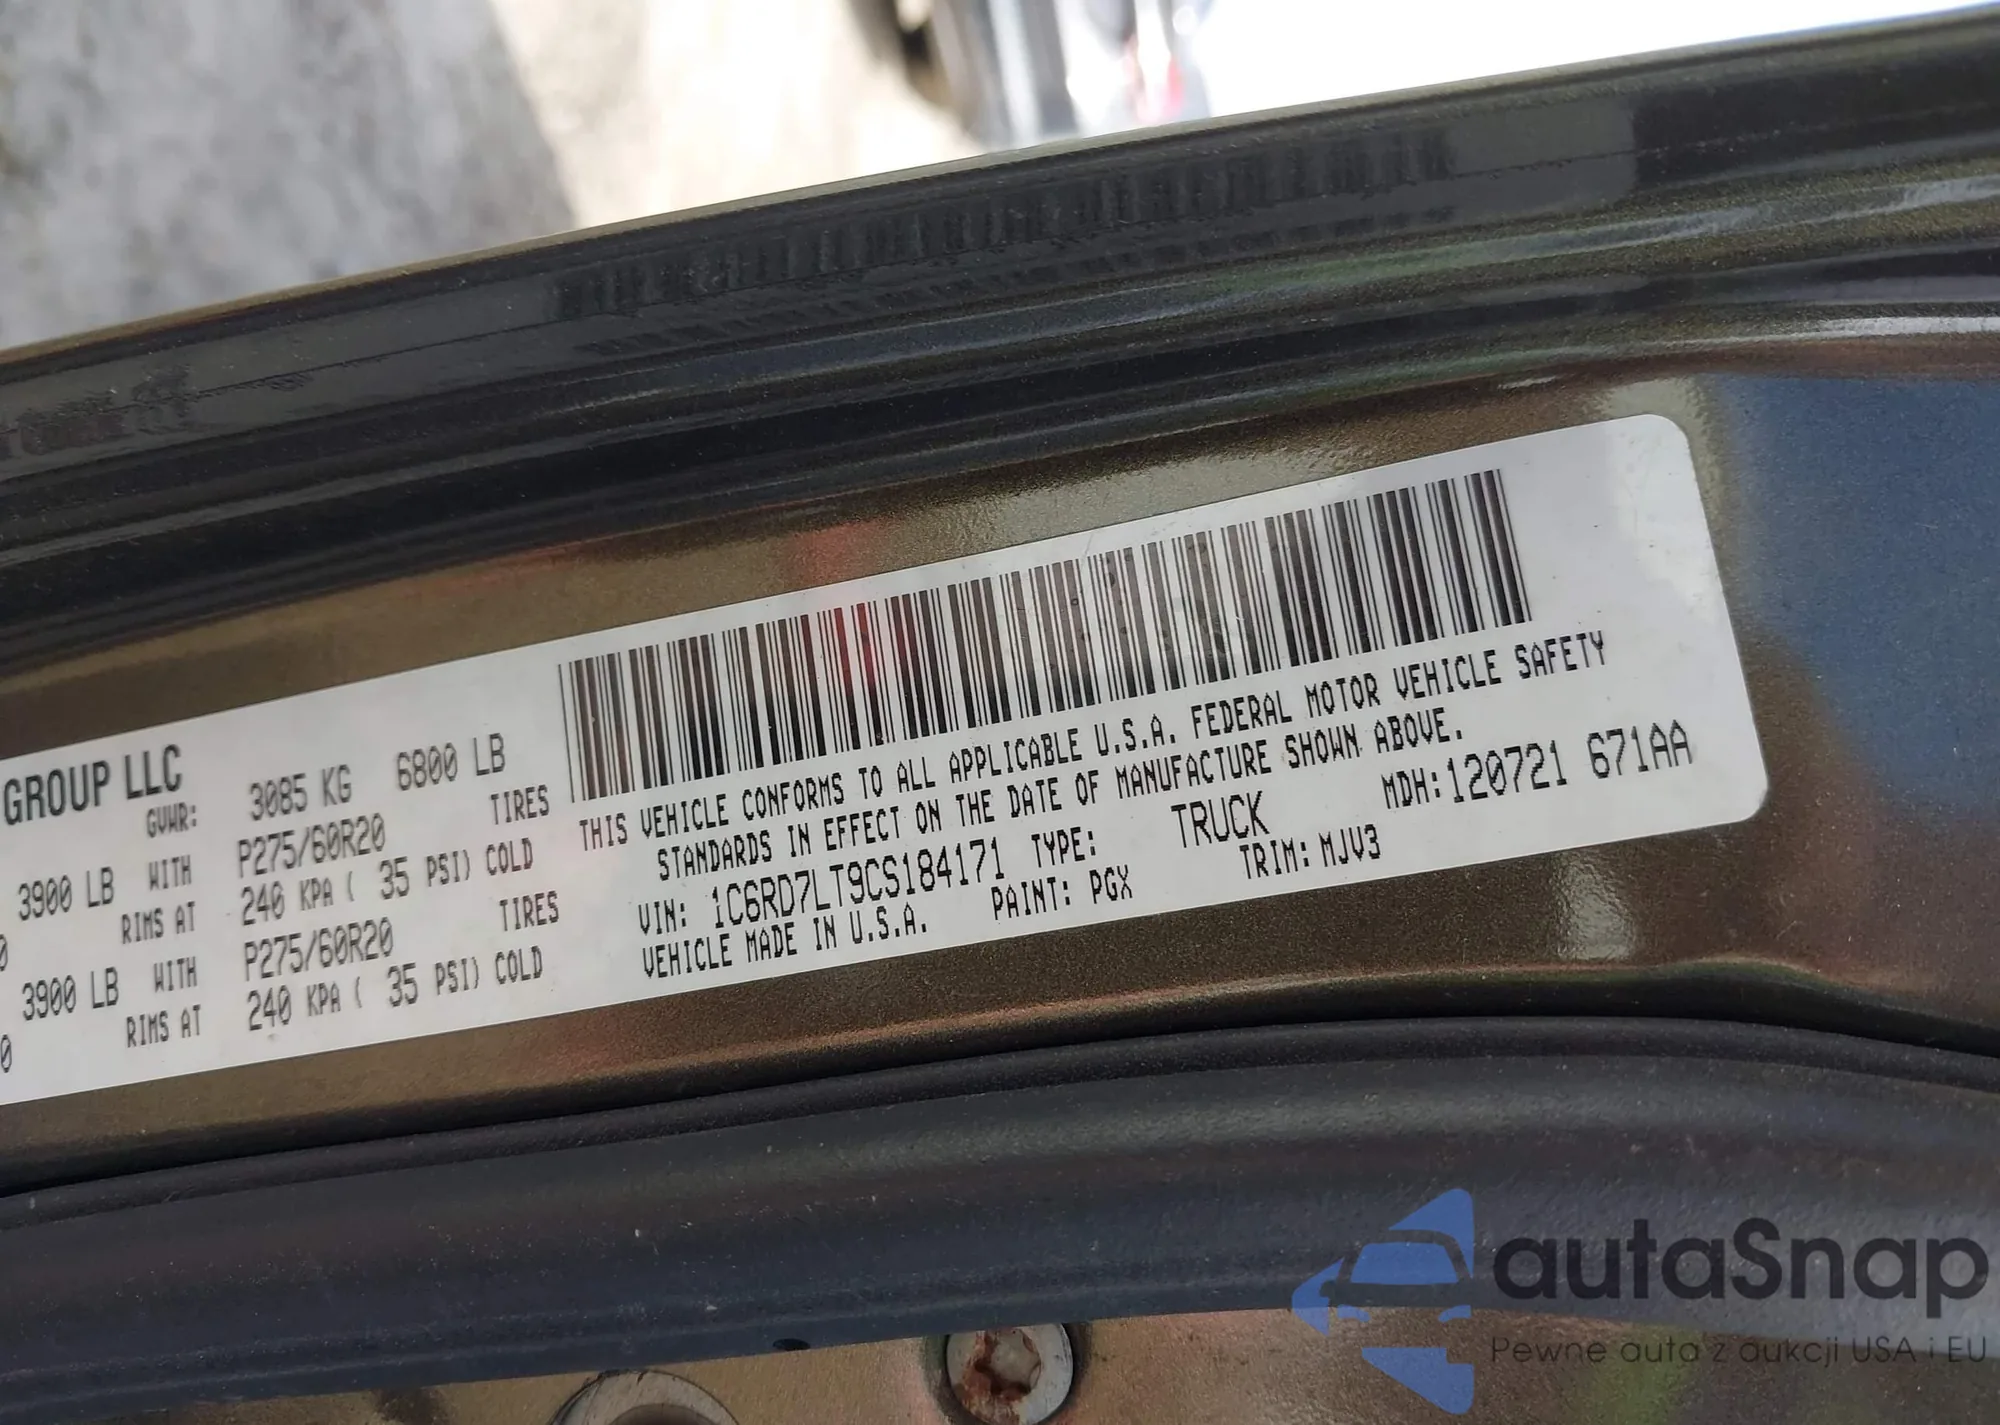 GROUP LLC
GVWR: 3085 KG 6800 LB
3900 LB WITH P275/60R20 TIRES
RIMS AT 240 KPA ( 35 PSI) COLD
3900 LB WITH P275/60R20 TIRES
RIMS AT 240 KPA ( 35 PSI) COLD
THIS VEHICLE CONFORMS TO ALL APPLICABLE U.S.A. FEDERAL MOTOR VEHICLE SAFETY
STANDARDS IN EFFECT ON THE DATE OF MANUFACTURE SHOWN ABOVE.
VIN: 1C6RD7LT9CS184171 TYPE: TRUCK MDH: 120721 671AA
VEHICLE MADE IN U.S.A. PAINT: PGX TRIM: MJV3
autaSnap
Pewne auta z aukcji USA i EU